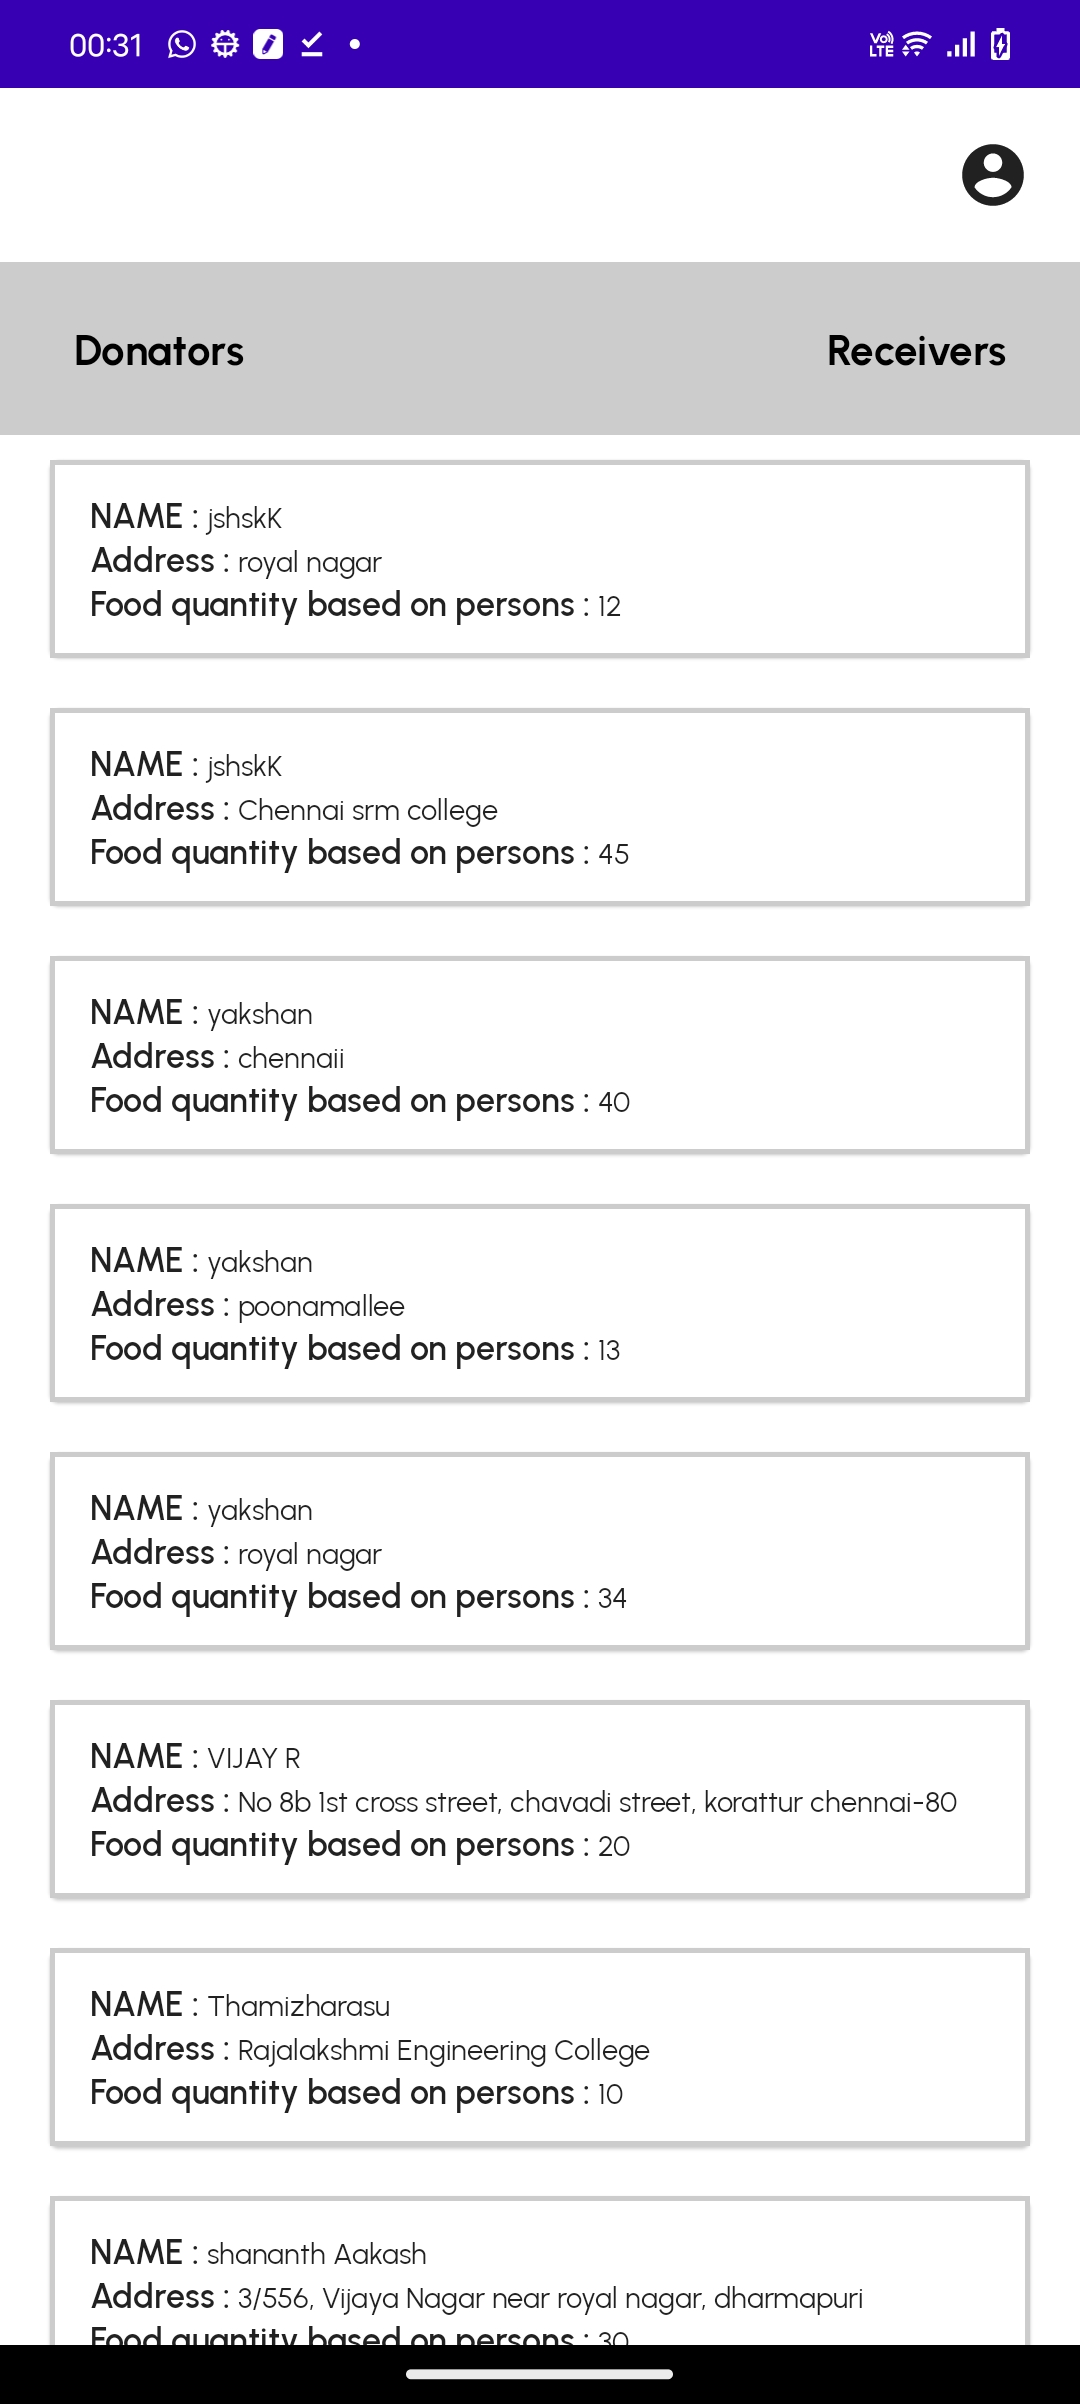 00:31
Vo) LTE
Donators
Receivers
NAME : jshskK
Address : royal nagar
Food quantity based on persons : 12
NAME : jshskK
Address : Chennai srm college
Food quantity based on persons : 45
NAME : yakshan
Address : chennaii
Food quantity based on persons : 40
NAME : yakshan
Address : poonamallee
Food quantity based on persons : 13
NAME : yakshan
Address : royal nagar
Food quantity based on persons : 34
NAME : VIJAY R
Address : No 8b 1st cross street, chavadi street, korattur chennai-80
Food quantity based on persons : 20
NAME : Thamizharasu
Address : Rajalakshmi Engineering College
Food quantity based on persons : 10
NAME : shananth Aakash
Address : 3/556, Vijaya Nagar near royal nagar, dharmapuri
Food quantity based on persons : 30